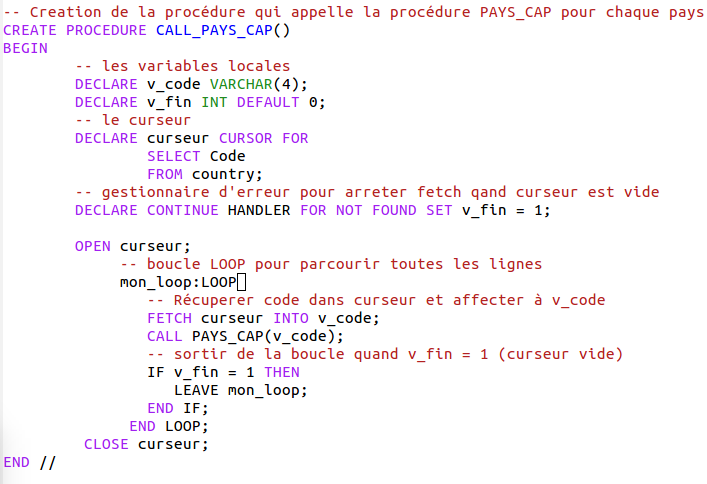 -- Creation de la procédure qui appelle la procédure PAYS_CAP pour chaque pays
CREATE PROCEDURE CALL_PAYS_CAP()
BEGIN
-- les variables locales
DECLARE v_code VARCHAR(4);
DECLARE v_fin INT DEFAULT 0;
-- le curseur
DECLARE curseur CURSOR FOR
SELECT Code
FROM country;
-- gestionnaire d'erreur pour arreter fetch qand curseur est vide
DECLARE CONTINUE HANDLER FOR NOT FOUND SET v_fin = 1;
OPEN curseur;
-- boucle LOOP pour parcourir toutes les lignes
mon_loop:LOOP
-- Récuperer code dans curseur et affecter à v_code
FETCH curseur INTO v_code;
CALL PAYS_CAP(v_code);
-- sortir de la boucle quand v_fin = 1 (curseur vide)
IF v_fin = 1 THEN
LEAVE mon_loop;
END IF;
END LOOP;
CLOSE curseur;
END //